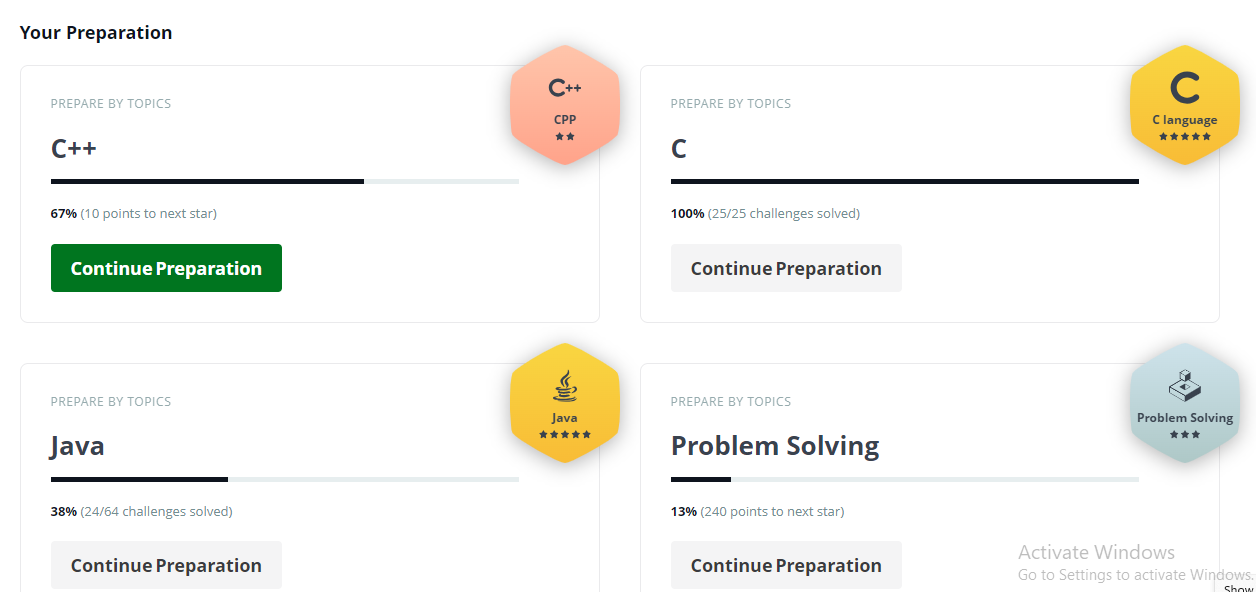 Your Preparation
PREPARE BY TOPICS
C++
67% (10 points to next star)
Continue Preparation
C++
CPP
PREPARE BY TOPICS
C
100% (25/25 challenges solved)
Continue Preparation
C
C language
PREPARE BY TOPICS
Java
38% (24/64 challenges solved)
Continue Preparation
Java
PREPARE BY TOPICS
Problem Solving
13% (240 points to next star)
Continue Preparation
Problem Solving
Activate Windows
Go to Settings to activate Windows.
Show